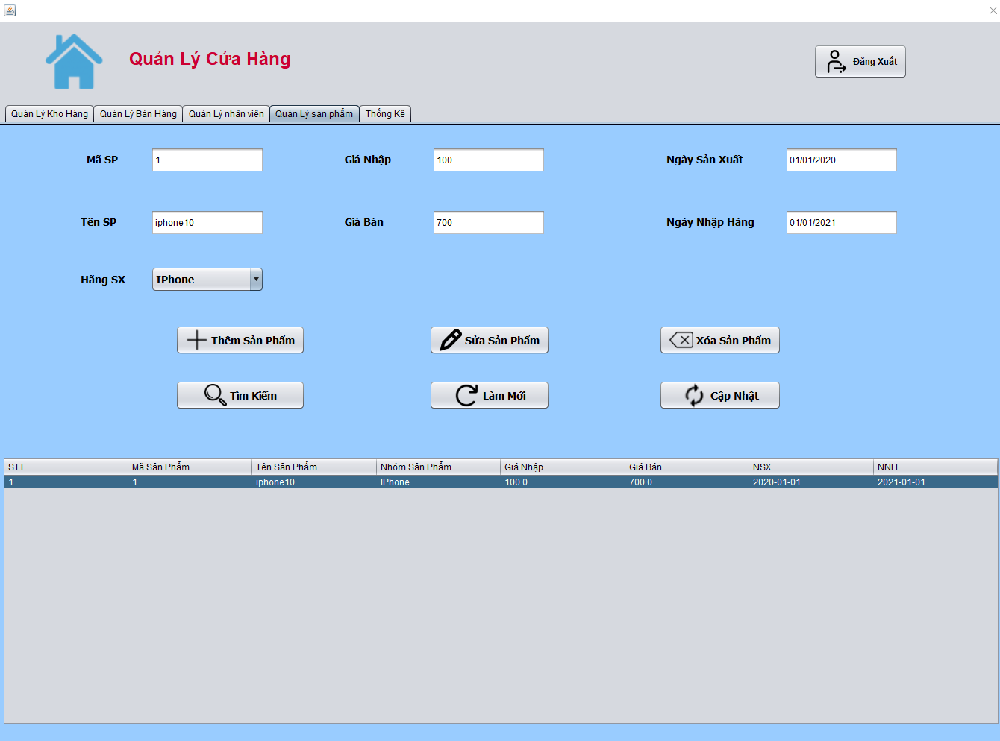 Quản Lý Cửa Hàng
Đăng Xuất
Quản Lý Kho Hàng Quản Lý Bán Hàng Quản Lý nhân viên Quản Lý sản phẩm Thống Kê
Mã SP 1 Giá Nhập 100 Ngày Sản Xuất 01/01/2020
Tên SP iphone10 Giá Bán 700 Ngày Nhập Hàng 01/01/2021
Hãng SX IPhone
Thêm Sản Phẩm Sửa Sản Phẩm Xóa Sản Phẩm
Tìm Kiếm Làm Mới Cập Nhật
STT Mã Sản Phẩm Tên Sản Phẩm Nhóm Sản Phẩm Giá Nhập Giá Bán NSX NNH
1 1 iphone10 IPhone 100.0 700.0 2020-01-01 2021-01-01